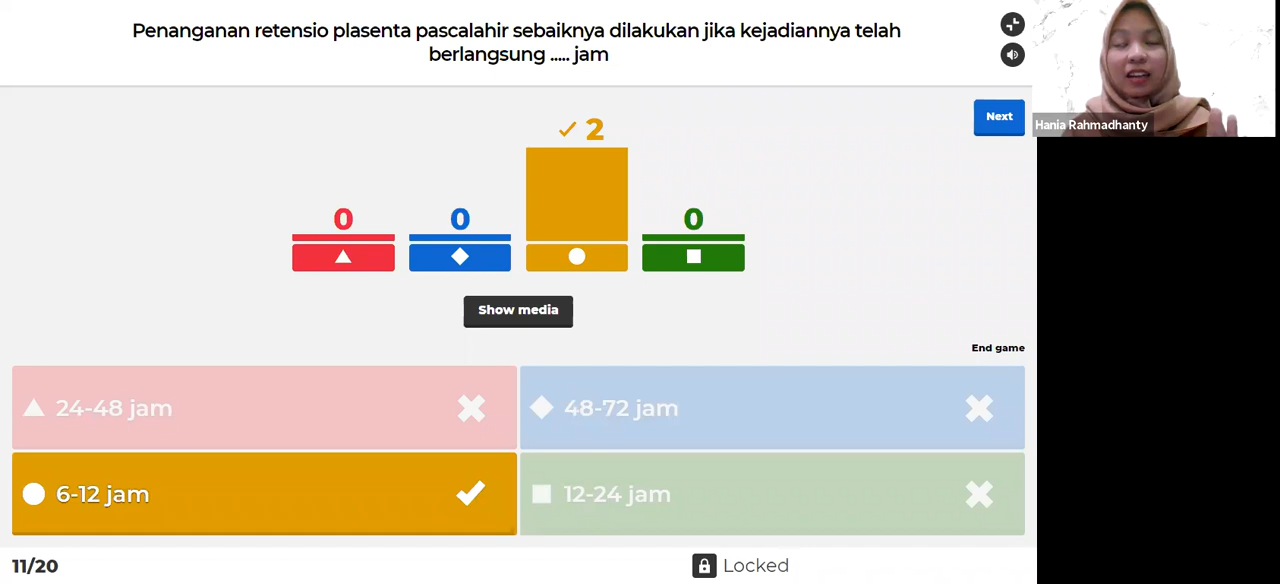 Penanganan retensio plasenta pascalahir sebaiknya dilakukan jika kejadiannya telah
berlangsung ..... jam
Next
Hania Rahmadhanty
2
0
0
0
Show media
End game
24-48 jam
48-72 jam
6-12 jam
12-24 jam
11/20
Locked